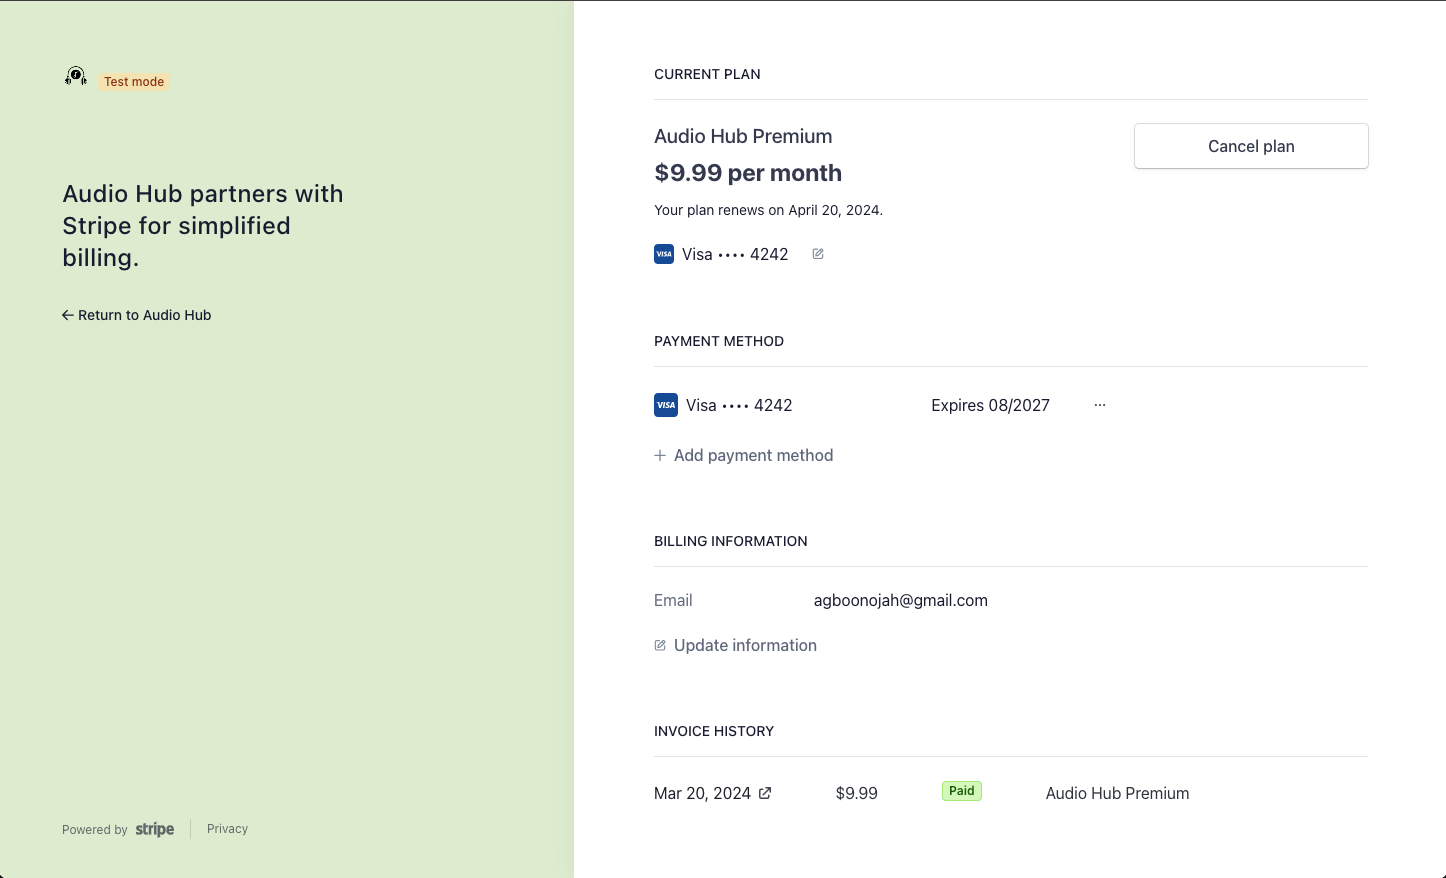 Test mode
Audio Hub partners with
Stripe for simplified
billing.
← Return to Audio Hub
Powered by stripe
Privacy
CURRENT PLAN
Audio Hub Premium
Cancel plan
$9.99 per month
Your plan renews on April 20, 2024.
VISA Visa •••• 4242
PAYMENT METHOD
VISA Visa •••• 4242 Expires 08/2027 ···
+ Add payment method
BILLING INFORMATION
Email agboonojah@gmail.com
Update information
INVOICE HISTORY
Mar 20, 2024 $9.99 Paid Audio Hub Premium